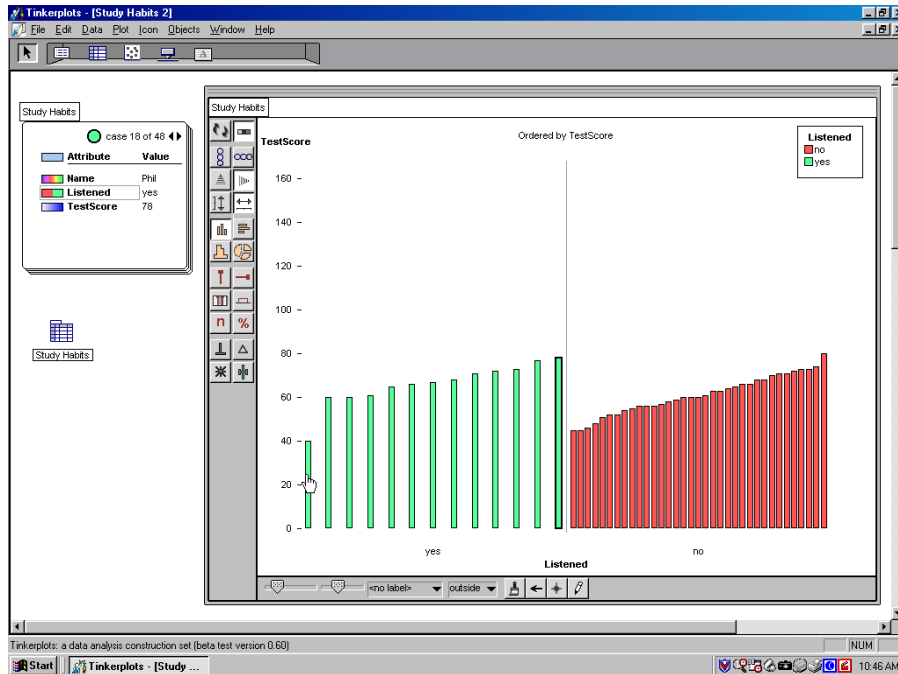 Tinkerplots - [Study Habits 2]
File Edit Data Plot Icon Objects Window Help
A
Study Habits
case 18 of 48
Attribute Value
Name Phil
Listened yes
TestScore 78
Study Habits
Study Habits
TestScore
Ordered by TestScore
Listened
no
yes
160
140
120
100
80
60
40
20
0
n %
yes no
Listened
<no label> outside
Tinkerplots: a data analysis construction set (beta test version 0.60)
NUM
Start Tinkerplots - [Study ... 10:46 AM